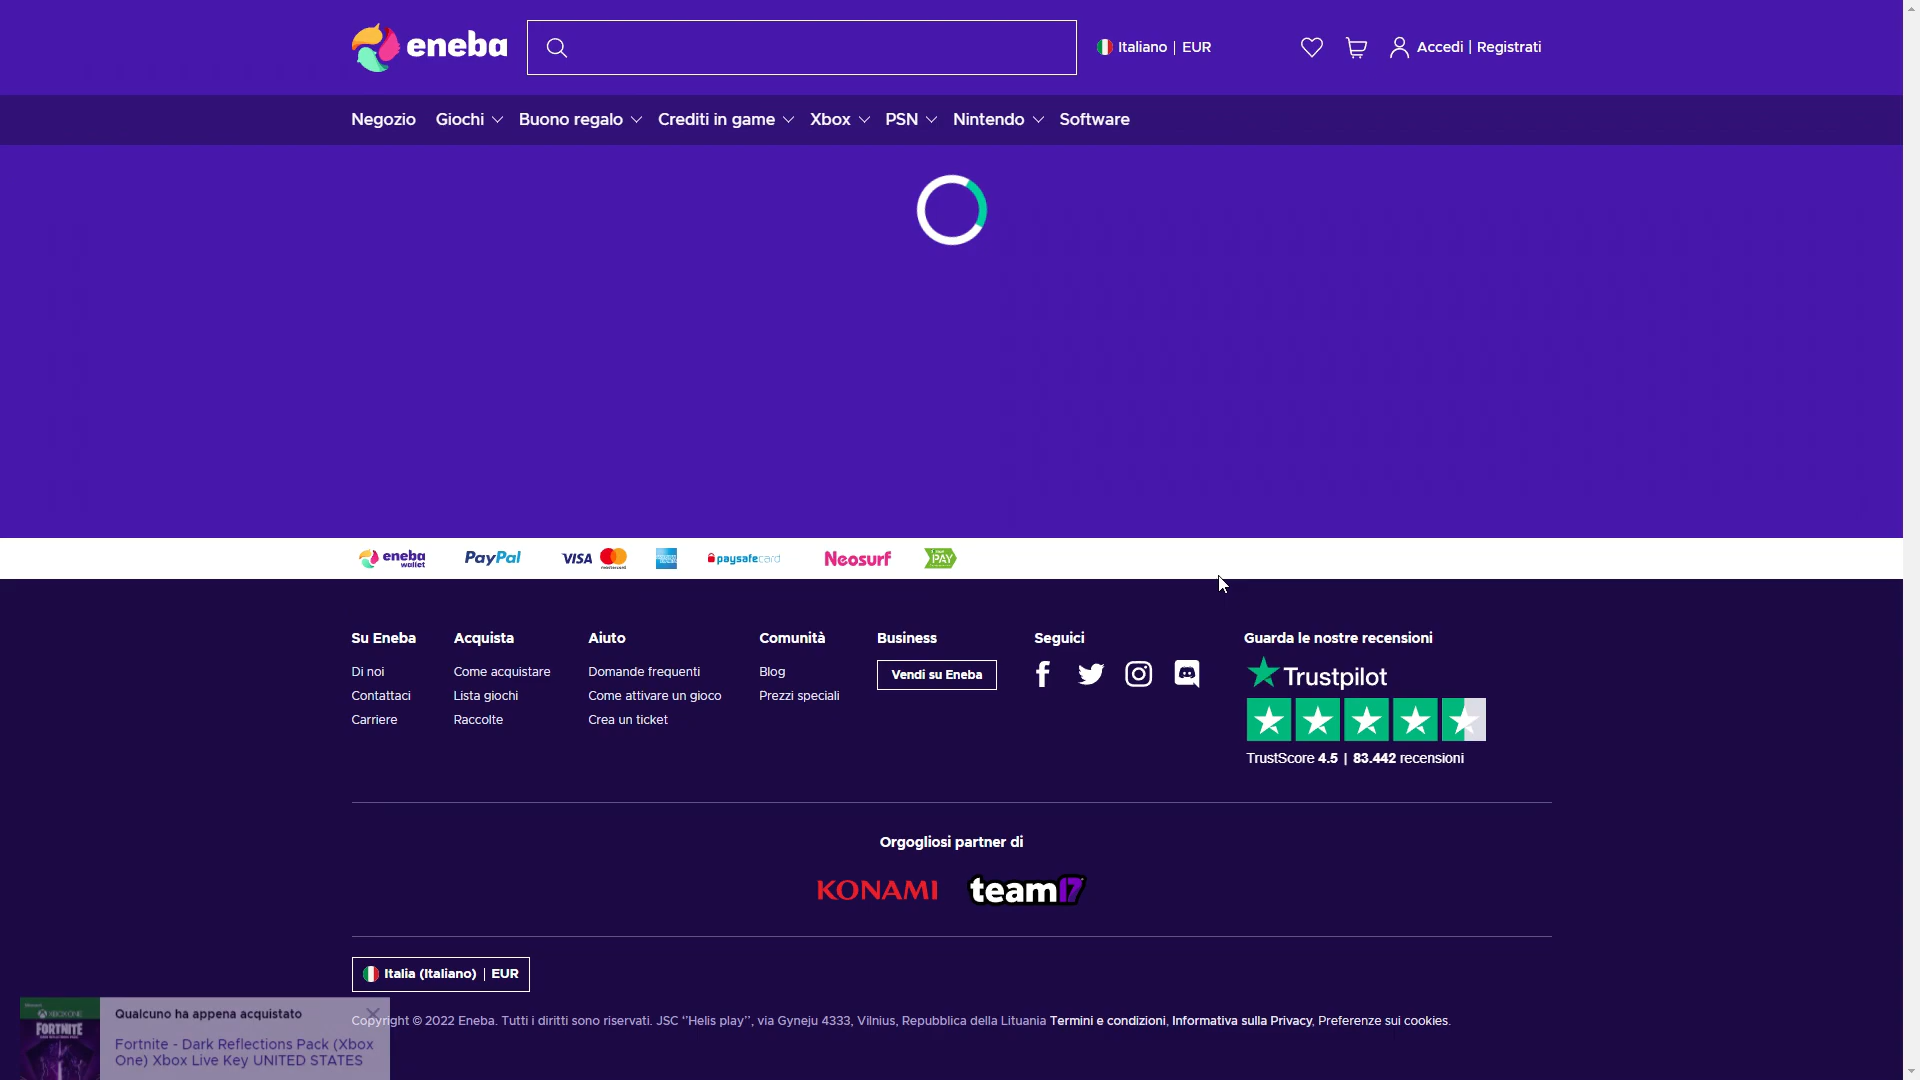 eneba
Italiano | EUR
Accedi | Registrati
Negozio
Giochi
Buono regalo
Crediti in game
Xbox
PSN
Nintendo
Software
eneba wallet
PayPal
VISA
mastercard
paysafecard
Neosurf
PAY
Su Eneba
Di noi
Contattaci
Carriere
Acquista
Come acquistare
Lista giochi
Raccolte
Aiuto
Domande frequenti
Come attivare un gioco
Crea un ticket
Comunità
Blog
Prezzi speciali
Business
Vendi su Eneba
Seguici
Guarda le nostre recensioni
Trustpilot
TrustScore 4.5 | 83.442 recensioni
Orgogliosi partner di
KONAMI
team17
Italia (Italiano) | EUR
Copyright © 2022 Eneba. Tutti i diritti sono riservati. JSC ‘‘Helis play’’, via Gyneju 4333, Vilnius, Repubblica della Lituania Termini e condizioni, Informativa sulla Privacy, Preferenze sui cookies.
XBOX ONE
FORTNITE
Qualcuno ha appena acquistato
Fortnite - Dark Reflections Pack (Xbox
One) Xbox Live Key UNITED STATES